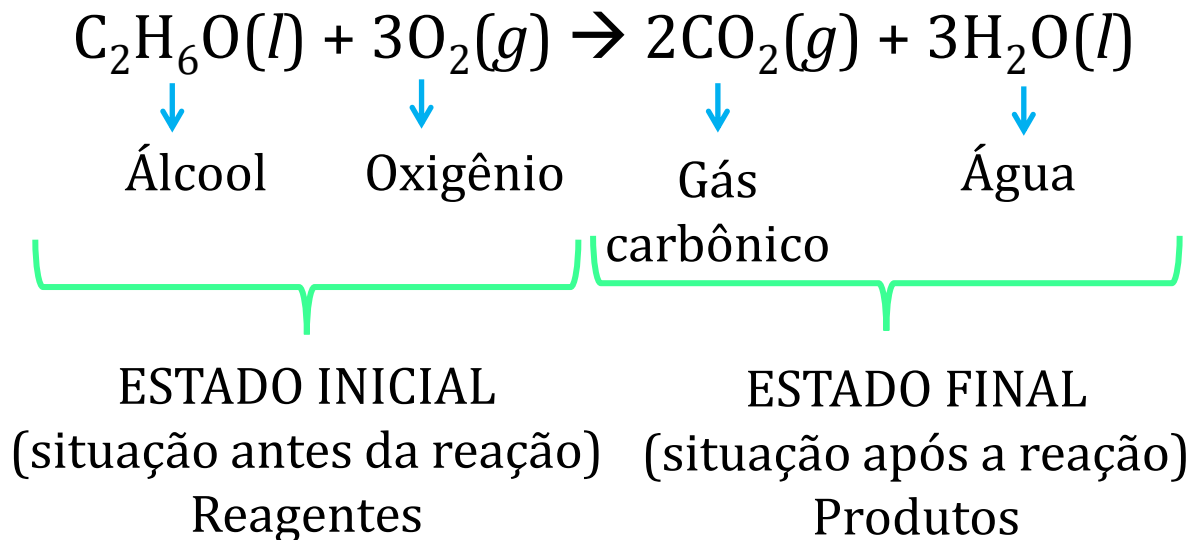 C₂H₆O(l) + 3O₂(g) → 2CO₂(g) + 3H₂O(l)
Álcool Oxigênio Gás carbônico Água
ESTADO INICIAL
(situação antes da reação)
Reagentes
ESTADO FINAL
(situação após a reação)
Produtos